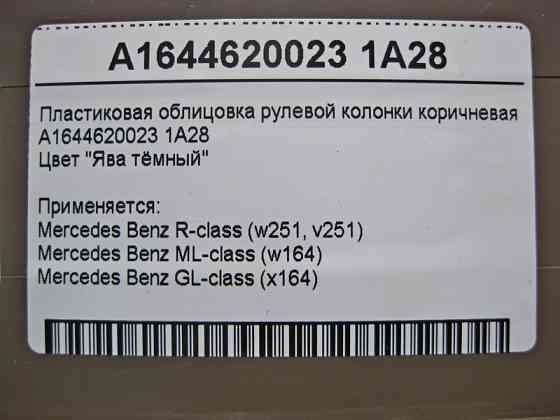 A1644620023 1A28
Пластиковая облицовка рулевой колонки коричневая
A1644620023 1A28
Цвет "Ява тёмный"
Применяется:
Mercedes Benz R-class (w251, v251)
Mercedes Benz ML-class (w164)
Mercedes Benz GL-class (x164)